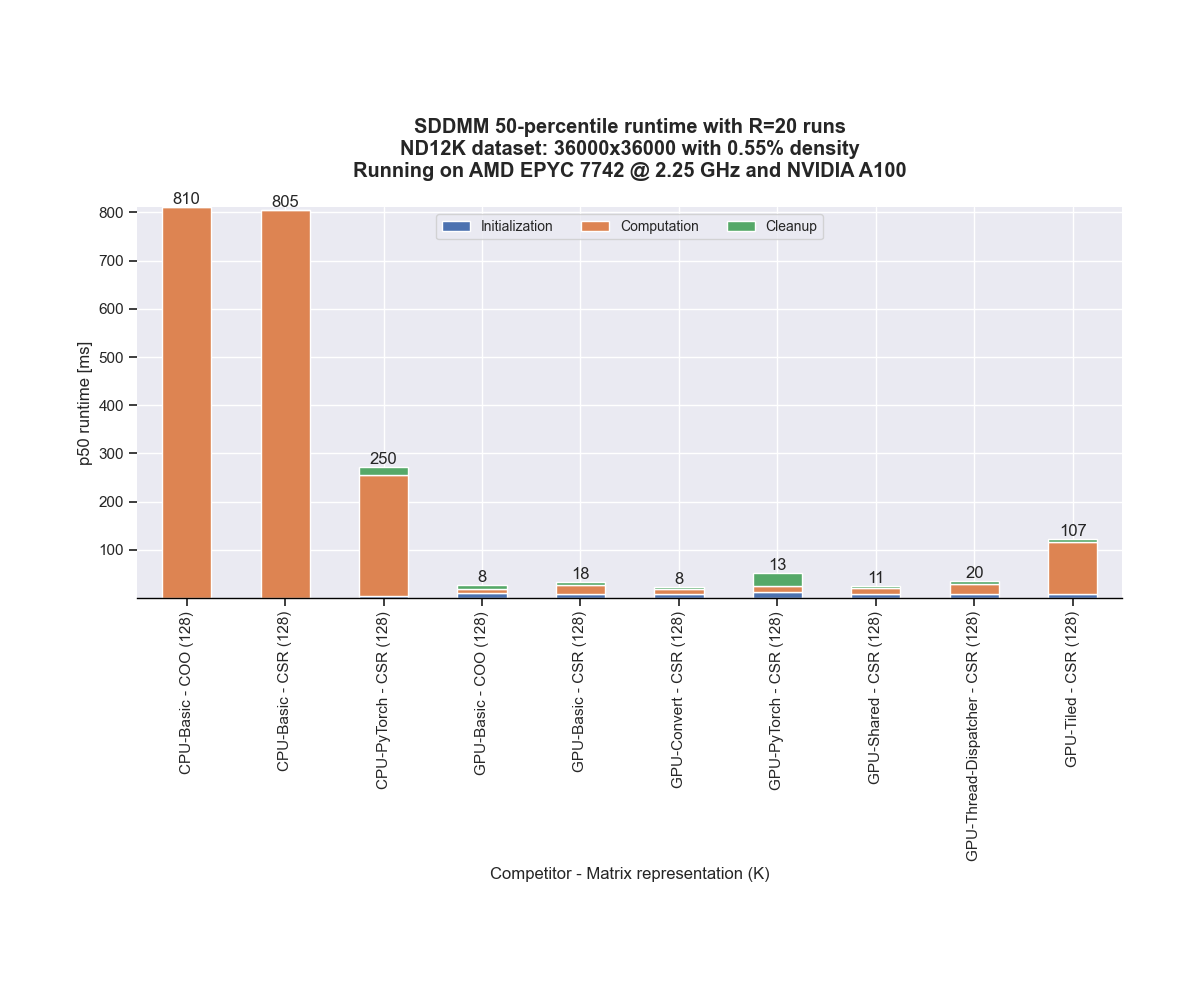 SDDMM 50-percentile runtime with R=20 runs
ND12K dataset: 36000x36000 with 0.55% density
Running on AMD EPYC 7742 @ 2.25 GHz and NVIDIA A100
Initialization Computation Cleanup
p50 runtime [ms]
800
700
600
500
400
300
200
100
810
805
250
8
18
8
13
11
20
107
CPU-Basic - COO (128)
CPU-Basic - CSR (128)
CPU-PyTorch - CSR (128)
GPU-Basic - COO (128)
GPU-Basic - CSR (128)
GPU-Convert - CSR (128)
GPU-PyTorch - CSR (128)
GPU-Shared - CSR (128)
GPU-Thread-Dispatcher - CSR (128)
GPU-Tiled - CSR (128)
Competitor - Matrix representation (K)